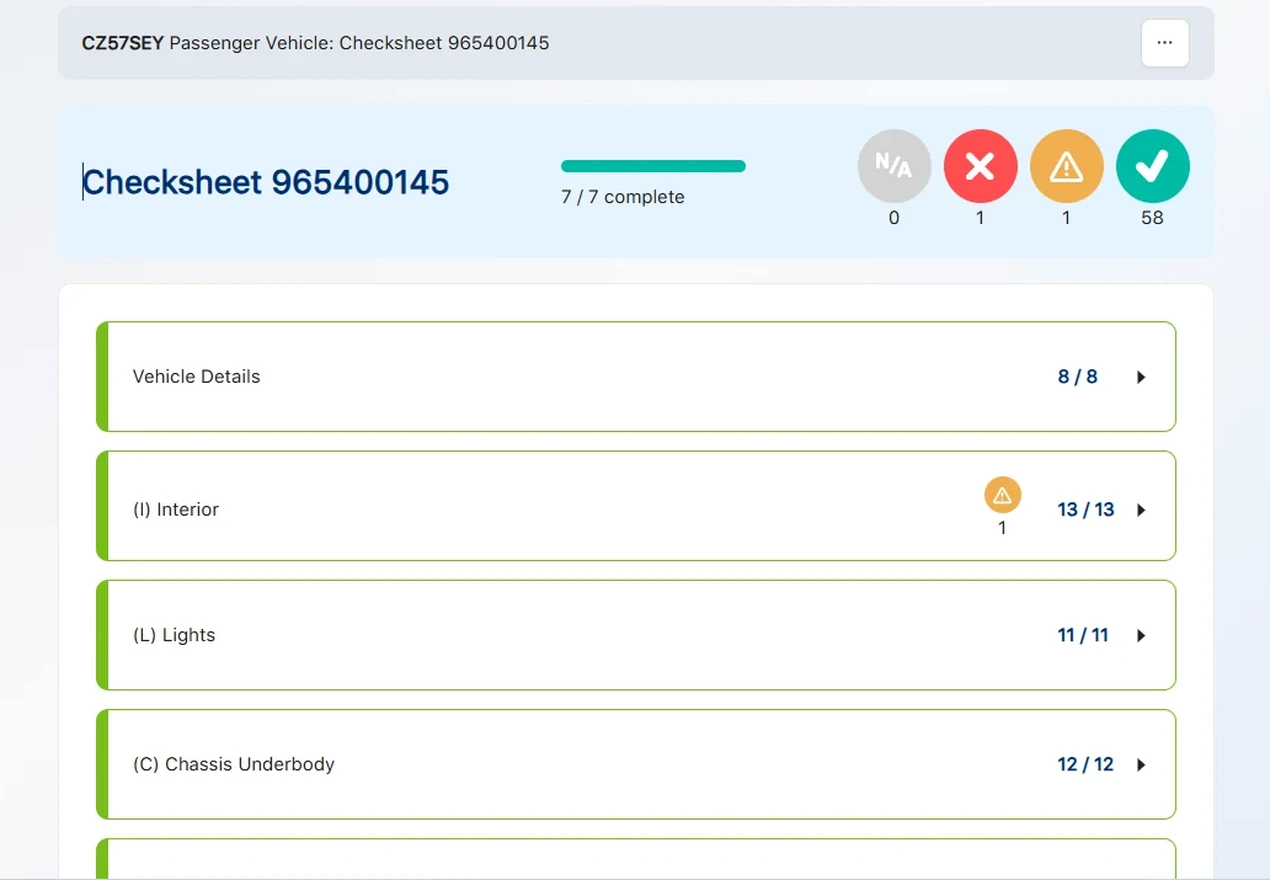 CZ57SEY Passenger Vehicle: Checksheet 965400145
...
Checksheet 965400145
7 / 7 complete
N/A
0
1
1
58
Vehicle Details
8 / 8
(I) Interior
1
13 / 13
(L) Lights
11 / 11
(C) Chassis Underbody
12 / 12